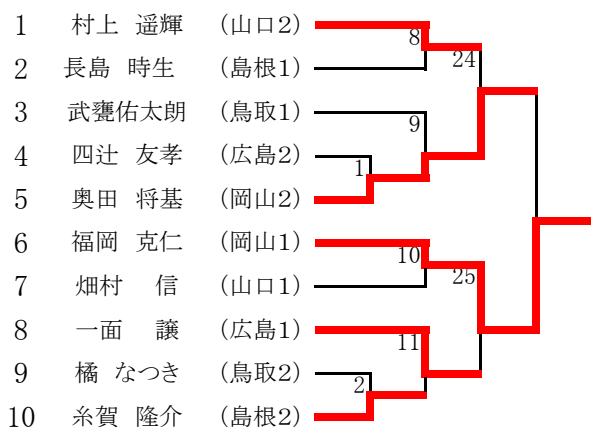 1 村上 遥輝 (山口2)
8
24
2 長島 時生 (島根1)
3 武甕佑太朗 (鳥取1)
9
4 四辻 友孝 (広島2)
1
5 奥田 将基 (岡山2)
6 福岡 克仁 (岡山1)
10
25
7 畑村 信 (山口1)
8 一面 譲 (広島1)
11
9 橘 なつき (鳥取2)
2
10 糸賀 隆介 (島根2)